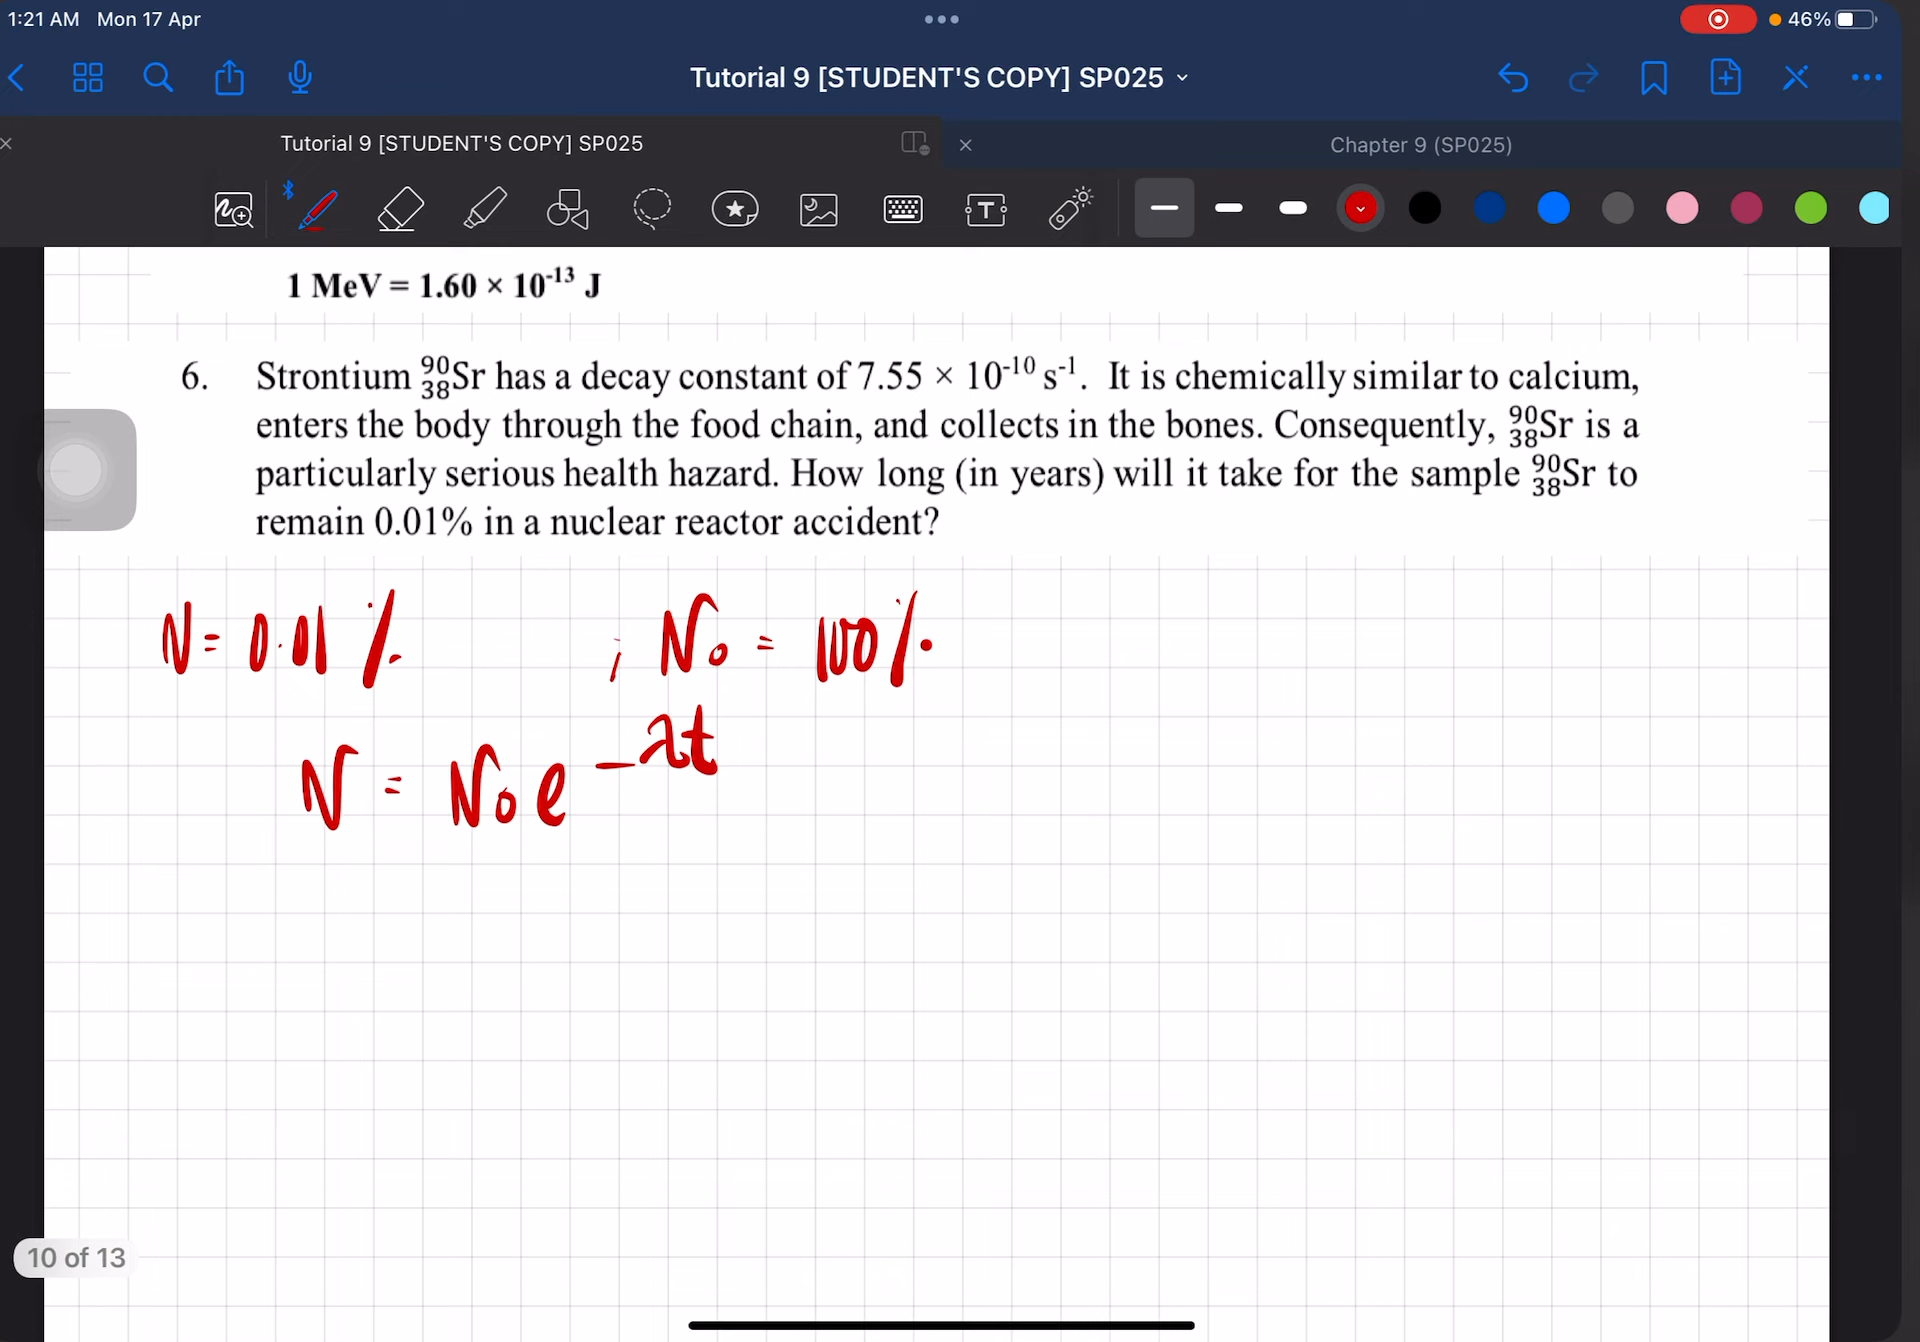 1:21 AM Mon 17 Apr
46%
Tutorial 9 [STUDENT'S COPY] SP025
Tutorial 9 [STUDENT'S COPY] SP025
Chapter 9 (SP025)
1 MeV = 1.60 × 10⁻¹³ J
6. Strontium ⁹⁰₃₈Sr has a decay constant of 7.55 × 10⁻¹⁰ s⁻¹. It is chemically similar to calcium,
enters the body through the food chain, and collects in the bones. Consequently, ⁹⁰₃₈Sr is a
particularly serious health hazard. How long (in years) will it take for the sample ⁹⁰₃₈Sr to
remain 0.01% in a nuclear reactor accident?
N = 0.01 % ; N₀ = 100%
N = N₀ e^(-λt)
10 of 13